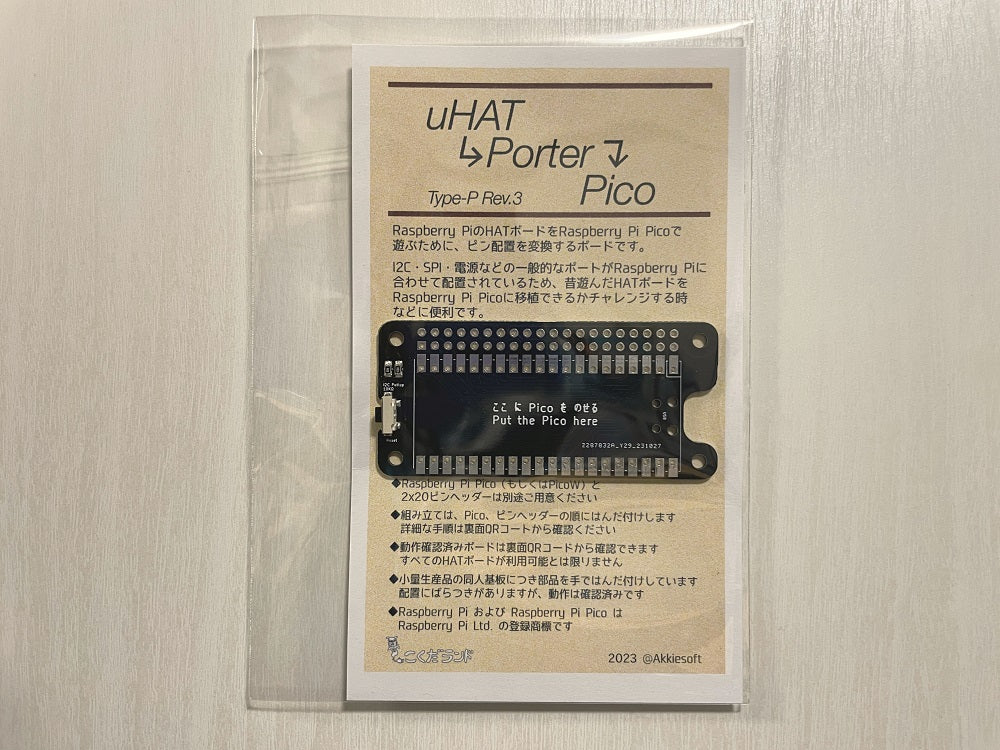 uHAT
↳Porter↴
Pico
Type-P Rev.3
Raspberry PiのHATボードをRaspberry Pi Picoで
遊ぶために、ピン配置を変換するボードです。
I2C・SPI・電源などの一般的なポートがRaspberry Piに
合わせて配置されているため、昔遊んだHATボードを
Raspberry Pi Picoに移植できるかチャレンジする時
などに便利です。
I2C Pullup
10KΩ
Reset
ここ に Pico を のせる
Put the Pico here
USB
2287832A_Y29_231027
◆Raspberry Pi Pico（もしくはPicoW）と
2x20ピンヘッダーは別途ご用意ください
◆組み立ては、Pico、ピンヘッダーの順にはんだ付けします
詳細な手順は裏面QRコードから確認ください
◆動作確認済みボードは裏面QRコードから確認できます
すべてのHATボードが利用可能とは限りません
◆小量生産品の同人基板につき部品を手ではんだ付けしています
配置にばらつきがありますが、動作は確認済みです
◆Raspberry Pi および Raspberry Pi Pico は
Raspberry Pi Ltd. の登録商標です
こくだランド
2023 @Akkiesoft